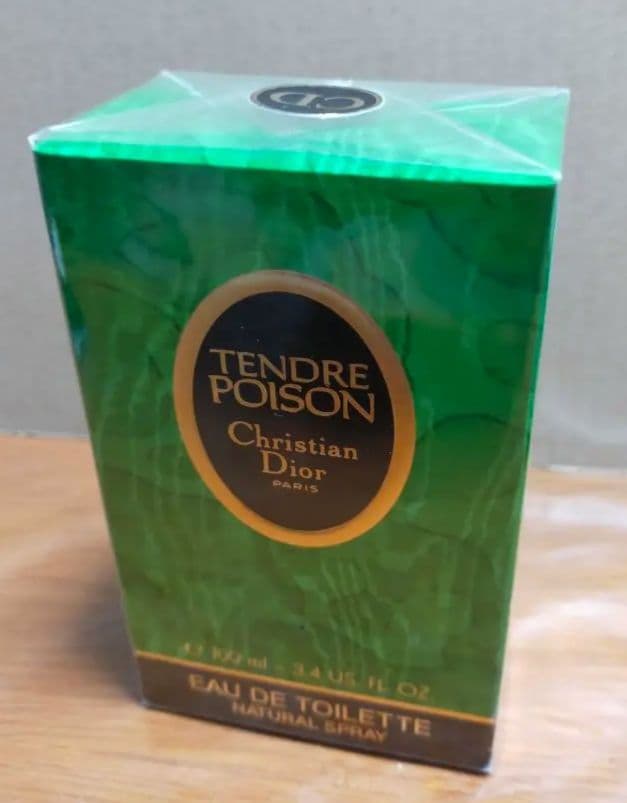 CD
TENDRE
POISON
Christian
Dior
PARIS
℮ 100 ml - 3.4 US. FL. OZ.
EAU DE TOILETTE
NATURAL SPRAY